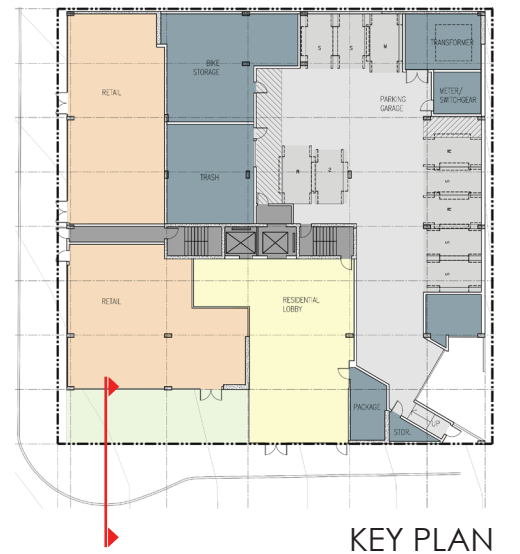 S
S
M
TRANSFORMER
BIKE
STORAGE
RETAIL
METER/
SWITCHGEAR
PARKING
GARAGE
TRASH
S
S
S
RETAIL
RESIDENTIAL
LOBBY
PACKAGE
UP
STOR.
KEY PLAN